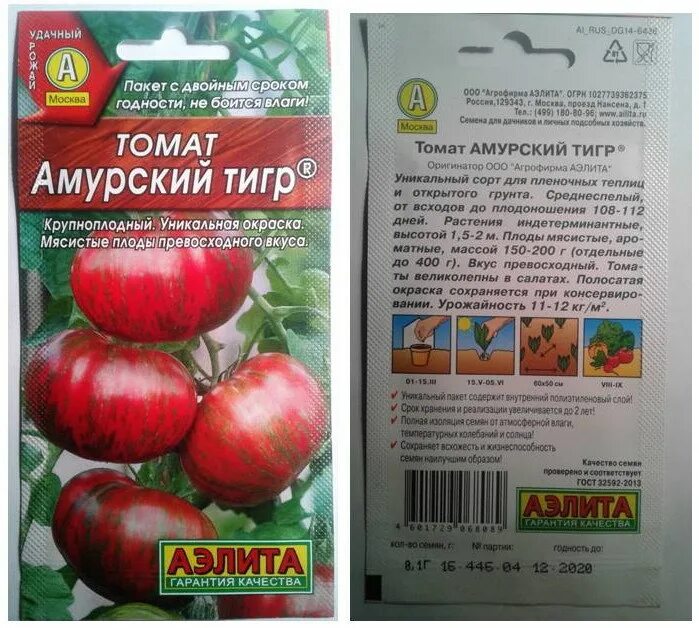 УДАЧНЫЙ
УРОЖАЙ
А
Москва
Пакет с двойным сроком
годности, не боится влаги!
ТОМАТ
Амурский тигр®
Крупноплодный. Уникальная окраска.
Мясистые плоды превосходного вкуса.
АЭЛИТА
ГАРАНТИЯ КАЧЕСТВА
AI_RUS_DG14-6426
А
Москва
ООО "Агрофирма АЭЛИТА". ОГРН 1027739362375
Россия,129343, г. Москва, проезд Нансена, д. 1
Тел.: (499) 180-80-96; www.ailita.ru
Семена для дачников и личных подсобных хозяйств.
Томат АМУРСКИЙ ТИГР®
Оригинатор ООО "Агрофирма АЭЛИТА"
Уникальный сорт для пленочных теплиц
и открытого грунта. Среднеспелый,
от всходов до плодоношения 108-112
дней. Растения индетерминантные,
высотой 1,5-2 м. Плоды мясистые, аро-
матные, массой 150-200 г (отдельные
до 400 г). Вкус превосходный. Тома-
ты великолепны в салатах. Полосатая
окраска сохраняется при консервиро-
вании. Урожайность 11-12 кг/м².
01-15.III 15.V-05.VI 60x50 см VIII-IX
Уникальный пакет содержит внутренний полиэтиленовый слой!
Срок хранения и реализации увеличивается до 2 лет!
Полная изоляция семян от атмосферной влаги,
температурных колебаний и солнца!
Сохраняет всхожесть и жизнеспособность
семян наилучшим образом!
Качество семян
проверено и соответствует
ГОСТ 32592-2013
4 601729 068089
АЭЛИТА
ГАРАНТИЯ КАЧЕСТВА
кол-во семян, г: № партии: годность до:
0,1Г 16-446-04 12.2020